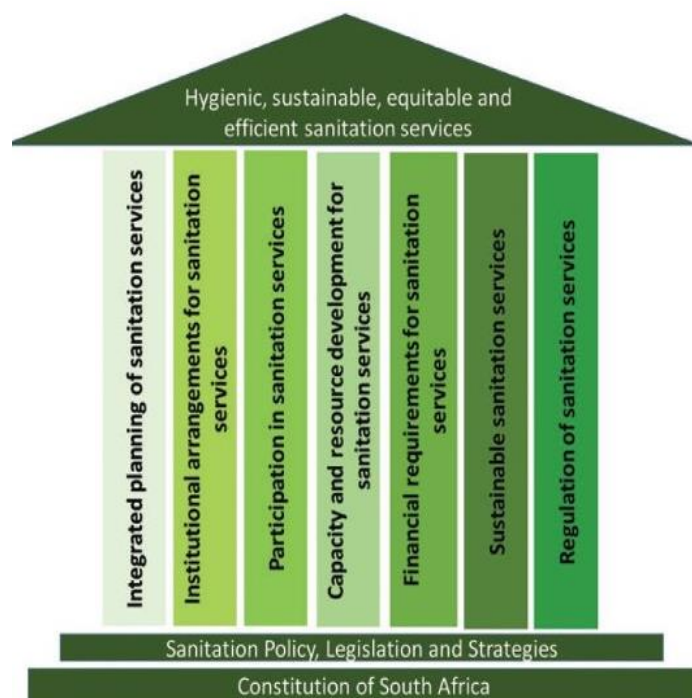 Hygienic, sustainable, equitable and
efficient sanitation services
Integrated planning of sanitation services
Institutional arrangements for sanitation
services
Participation in sanitation services
Capacity and resource development for
sanitation services
Financial requirements for sanitation
services
Sustainable sanitation services
Regulation of sanitation services
Sanitation Policy, Legislation and Strategies
Constitution of South Africa